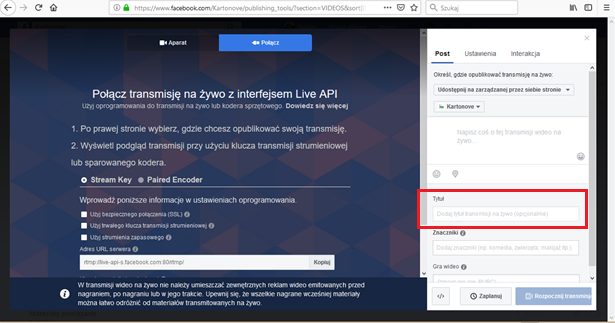 https://www.facebook.com/Kartonove/publishing_tools/?section=VIDEOS&sort
Szukaj
Aparat
Połącz
Połącz transmisję na żywo z interfejsem Live API
Użyj oprogramowania do transmisji na żywo lub kodera sprzętowego. Dowiedz się więcej
1. Po prawej stronie wybierz, gdzie chcesz opublikować swoją transmisję.
2. Wyświetl podgląd transmisji przy użyciu klucza transmisji strumieniowej
lub sparowanego kodera.
Stream Key
Paired Encoder
Wprowadź poniższe informacje w ustawieniach oprogramowania.
Użyj bezpiecznego połączenia (SSL)
Użyj trwałego klucza transmisji strumieniowej
Użyj strumienia zapasowego
Adres URL serwera
rtmp://live-api-s.facebook.com:80/rtmp/
Kopiuj
W transmisji wideo na żywo nie należy umieszczać zewnętrznych reklam wideo emitowanych przed
nagraniem, po nagraniu lub w jego trakcie. Upewnij się, że wszelkie nagrane wcześniej materiały
można łatwo odróżnić od materiałów transmitowanych na żywo.
Post
Ustawienia
Interakcja
Określ, gdzie opublikować transmisję na żywo:
Udostępnij na zarządzanej przez siebie stronie
Kartonove
Napisz coś o tej transmisji wideo na
żywo...
Tytuł
Dodaj tytuł transmisji na żywo (opcjonalnie)
Znaczniki
Dodaj znaczniki (np. komedia, zwierzęta, makijaż itp.)
Gra wideo
</>
Zaplanuj
Rozpocznij transmisj